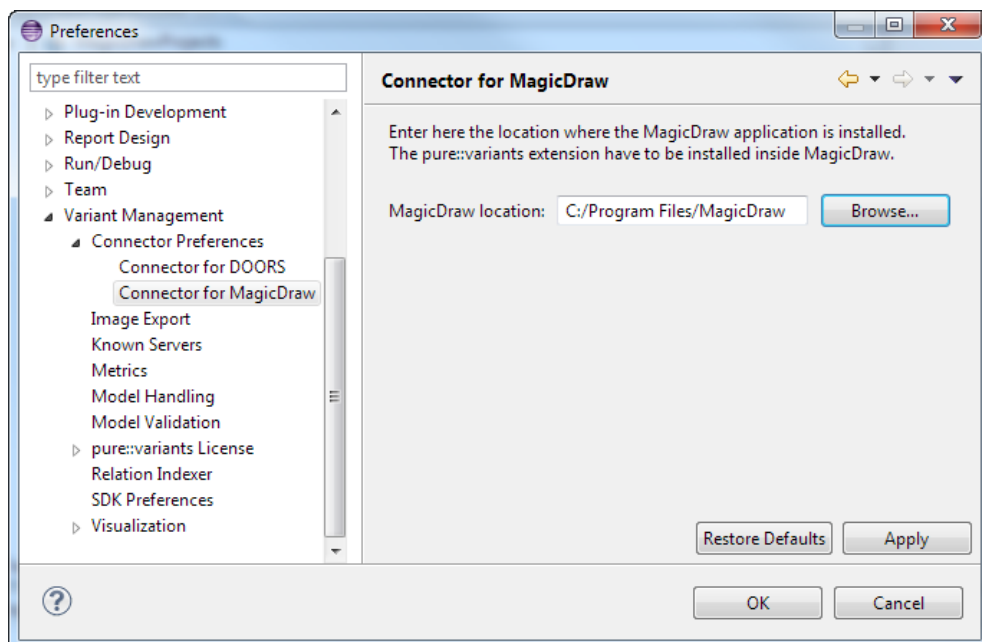 Preferences
type filter text
Plug-in Development
Report Design
Run/Debug
Team
Variant Management
Connector Preferences
Connector for DOORS
Connector for MagicDraw
Image Export
Known Servers
Metrics
Model Handling
Model Validation
pure::variants License
Relation Indexer
SDK Preferences
Visualization
Connector for MagicDraw
Enter here the location where the MagicDraw application is installed.
The pure::variants extension have to be installed inside MagicDraw.
MagicDraw location: C:/Program Files/MagicDraw Browse...
Restore Defaults Apply
OK Cancel